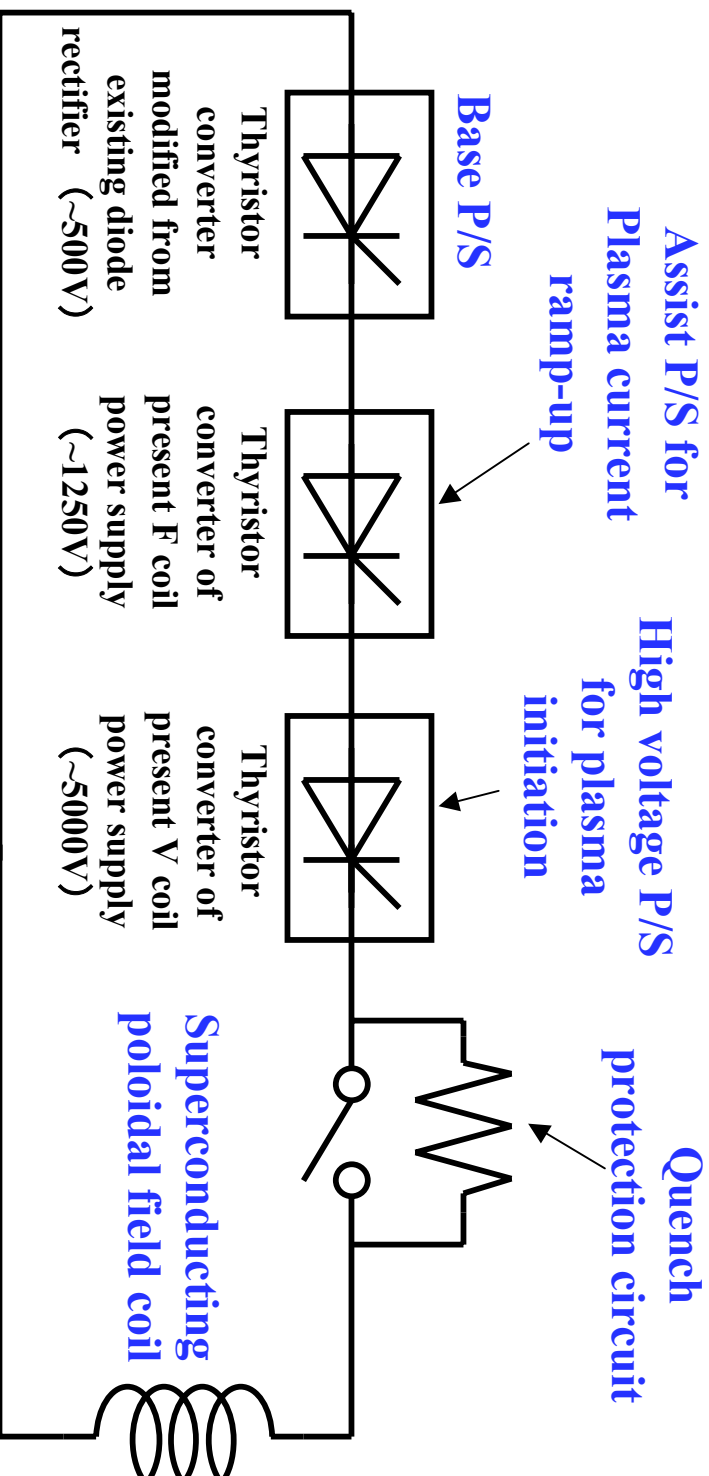 Base P/S
Assist P/S for
Plasma current
ramp-up
High voltage P/S
for plasma
initiation
Quench
protection circuit
Thyristor
converter
modified from
existing diode
rectifier (~500V)
Thyristor
converter of
present F coil
power supply
(~1250V)
Thyristor
converter of
present V coil
power supply
(~5000V)
Superconducting
poloidal field coil